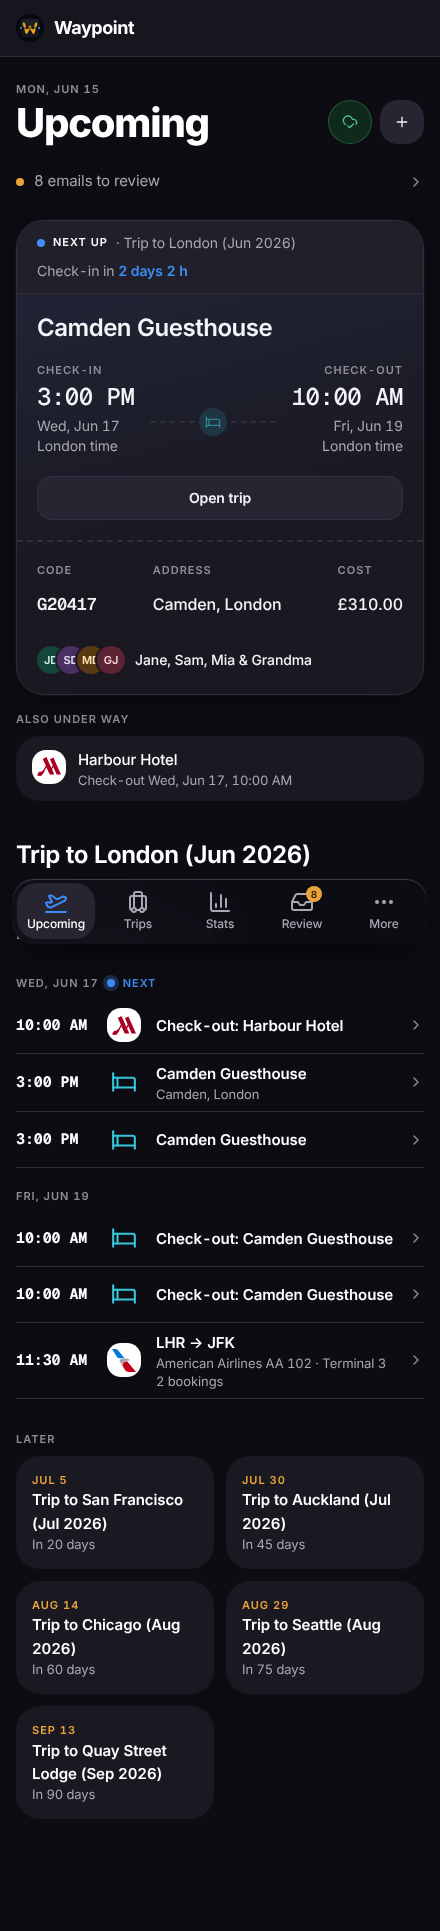 Waypoint
MON, JUN 15
Upcoming
8 emails to review
NEXT UP · Trip to London (Jun 2026)
Check-in in 2 days 2 h
Camden Guesthouse
CHECK-IN CHECK-OUT
3:00 PM 10:00 AM
Wed, Jun 17 Fri, Jun 19
London time London time
Open trip
CODE ADDRESS COST
G20417 Camden, London £310.00
GJ Jane, Sam, Mia & Grandma
ALSO UNDER WAY
Harbour Hotel
Check-out Wed, Jun 17, 10:00 AM
Trip to London (Jun 2026)
8
Upcoming Trips Stats Review More
WED, JUN 17 NEXT
10:00 AM Check-out: Harbour Hotel
3:00 PM Camden Guesthouse
Camden, London
3:00 PM Camden Guesthouse
FRI, JUN 19
10:00 AM Check-out: Camden Guesthouse
10:00 AM Check-out: Camden Guesthouse
11:30 AM LHR → JFK
American Airlines AA 102 · Terminal 3
2 bookings
LATER
JUL 5
Trip to San Francisco
(Jul 2026)
In 20 days
JUL 30
Trip to Auckland (Jul
2026)
In 45 days
AUG 14
Trip to Chicago (Aug
2026)
In 60 days
AUG 29
Trip to Seattle (Aug
2026)
In 75 days
SEP 13
Trip to Quay Street
Lodge (Sep 2026)
In 90 days